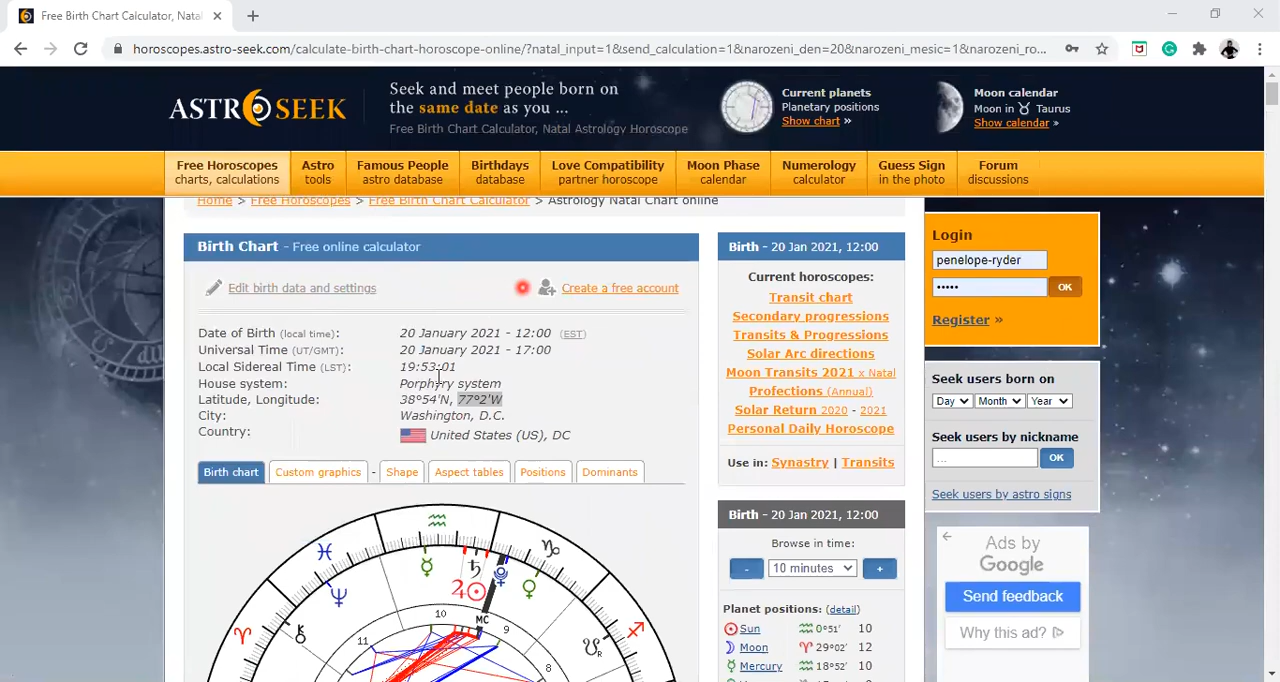 Free Birth Chart Calculator, Nata
horoscopes.astro-seek.com/calculate-birth-chart-horoscope-online/?natal_input=1&send_calculation=1&narozeni_den=20&narozeni_mesic=1&narozeni_ro...
ASTRO SEEK
Seek and meet people born on
the same date as you ...
Free Birth Chart Calculator, Natal Astrology Horoscope
Current planets
Planetary positions
Show chart »
Moon calendar
Moon in ♉ Taurus
Show calendar »
Free Horoscopes
charts, calculations
Astro
tools
Famous People
astro database
Birthdays
database
Love Compatibility
partner horoscope
Moon Phase
calendar
Numerology
calculator
Guess Sign
in the photo
Forum
discussions
Home > Free Horoscopes > Free Birth Chart Calculator > Astrology Natal Chart online
Birth Chart - Free online calculator
Edit birth data and settings
Create a free account
Date of Birth (local time): 20 January 2021 - 12:00 (EST)
Universal Time (UT/GMT): 20 January 2021 - 17:00
Local Sidereal Time (LST): 19:53:01
House system: Porphyry system
Latitude, Longitude: 38°54'N, 77°2'W
City: Washington, D.C.
Country: United States (US), DC
Birth chart Custom graphics - Shape Aspect tables Positions Dominants
MC
11 10 9 8
Birth - 20 Jan 2021, 12:00
Current horoscopes:
Transit chart
Secondary progressions
Transits & Progressions
Solar Arc directions
Moon Transits 2021 x Natal
Profections (Annual)
Solar Return 2020 - 2021
Personal Daily Horoscope
Use in: Synastry | Transits
Birth - 20 Jan 2021, 12:00
Browse in time:
- 10 minutes +
Planet positions: (detail)
Sun ♒ 0°51' 10
Moon ♈ 29°02' 12
Mercury ♒ 18°52' 10
Login
penelope-ryder
•••••
OK
Register »
Seek users born on
Day Month Year
Seek users by nickname
...
OK
Seek users by astro signs
Ads by
Google
Send feedback
Why this ad?